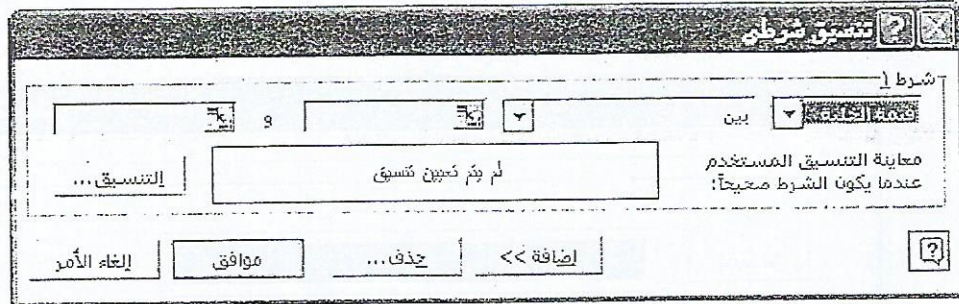 تنسيق شرطي
شرط ١
قيمة الخلية بين و
معاينة التنسيق المستخدم
عندما يكون الشرط صحيحاً:
لم يتم تعيين تنسيق
التنسيق...
إضافة >> حذف... موافق إلغاء الأمر